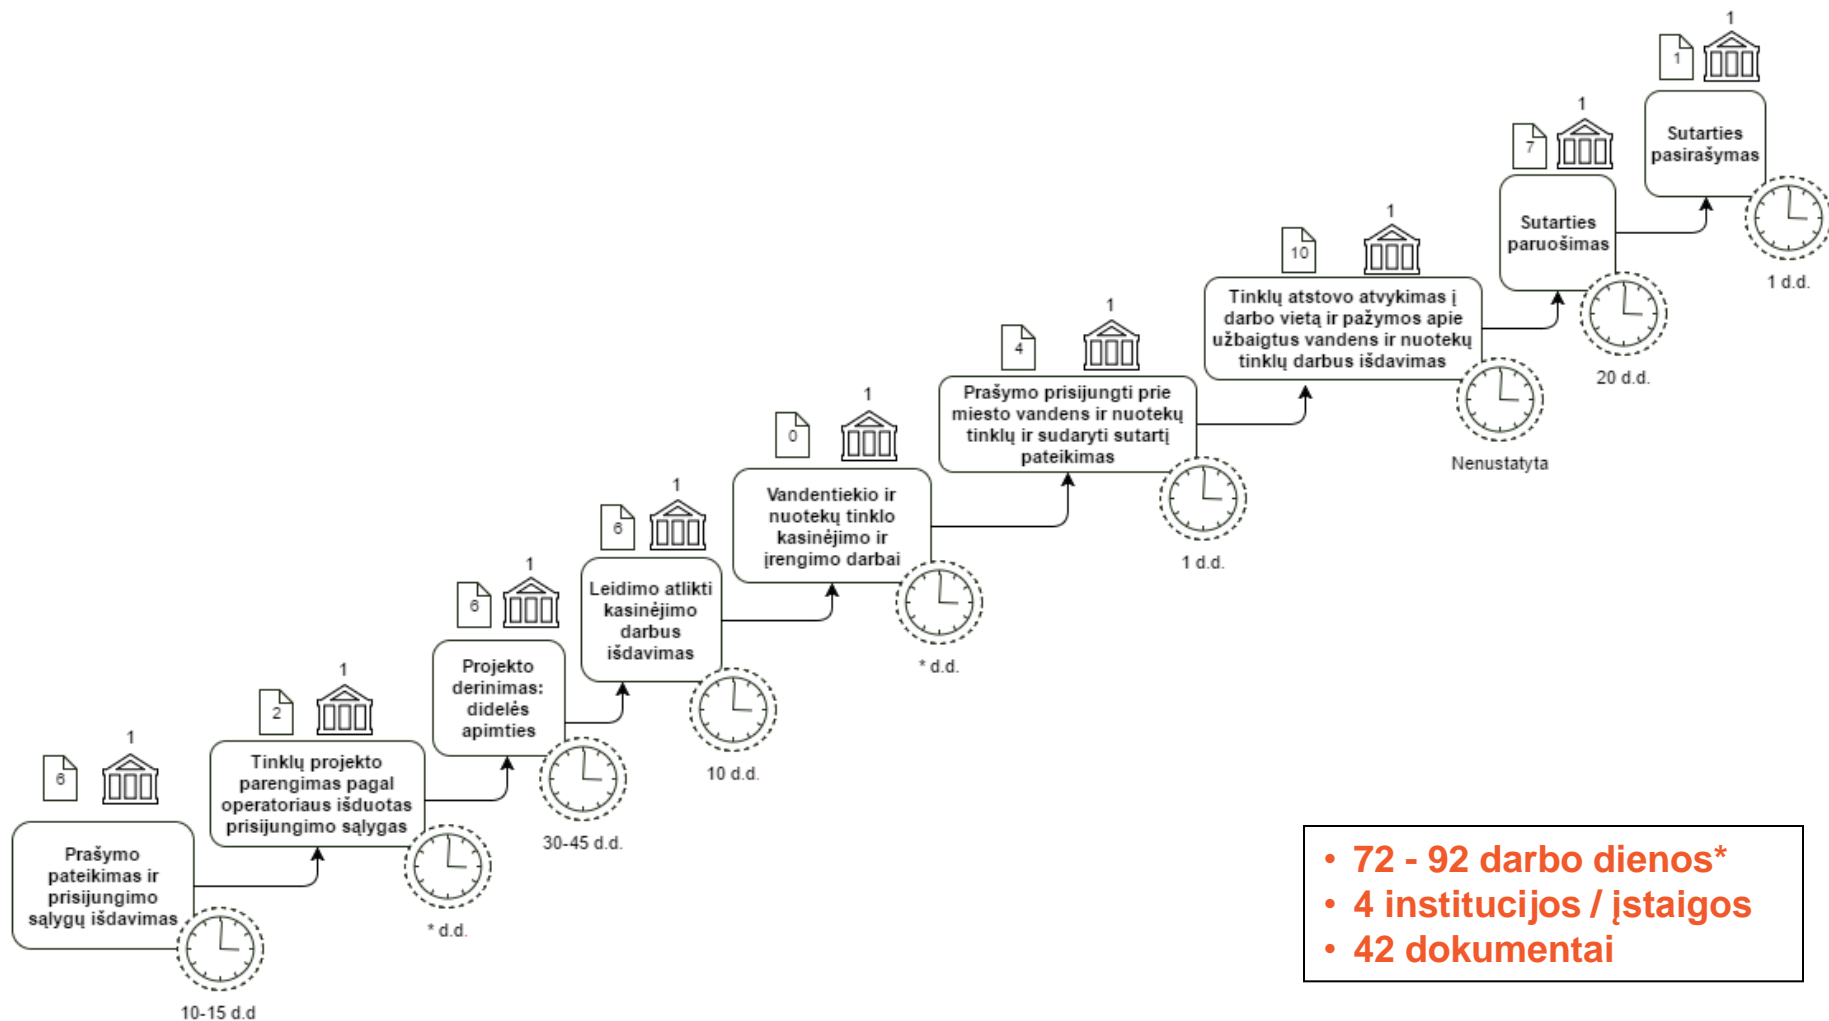 6
1
Prašymo
pateikimas ir
prisijungimo
sąlygų išdavimas
10-15 d.d
2
1
Tinklų projekto
parengimas pagal
operatoriaus išduotas
prisijungimo sąlygas
* d.d.
6
1
Projekto
derinimas:
didelės
apimties
30-45 d.d.
6
1
Leidimo atlikti
kasinėjimo
darbus
išdavimas
10 d.d.
0
1
Vandentiekio ir
nuotekų tinklo
kasinėjimo ir
įrengimo darbai
* d.d.
4
1
Prašymo prisijungti prie
miesto vandens ir nuotekų
tinklų ir sudaryti sutartį
pateikimas
1 d.d.
10
1
Tinklų atstovo atvykimas į
darbo vietą ir pažymos apie
užbaigtus vandens ir nuotekų
tinklų darbus išdavimas
Nenustatyta
7
1
Sutarties
paruošimas
20 d.d.
1
1
Sutarties
pasirašymas
1 d.d.
• 72 - 92 darbo dienos*
• 4 institucijos / įstaigos
• 42 dokumentai